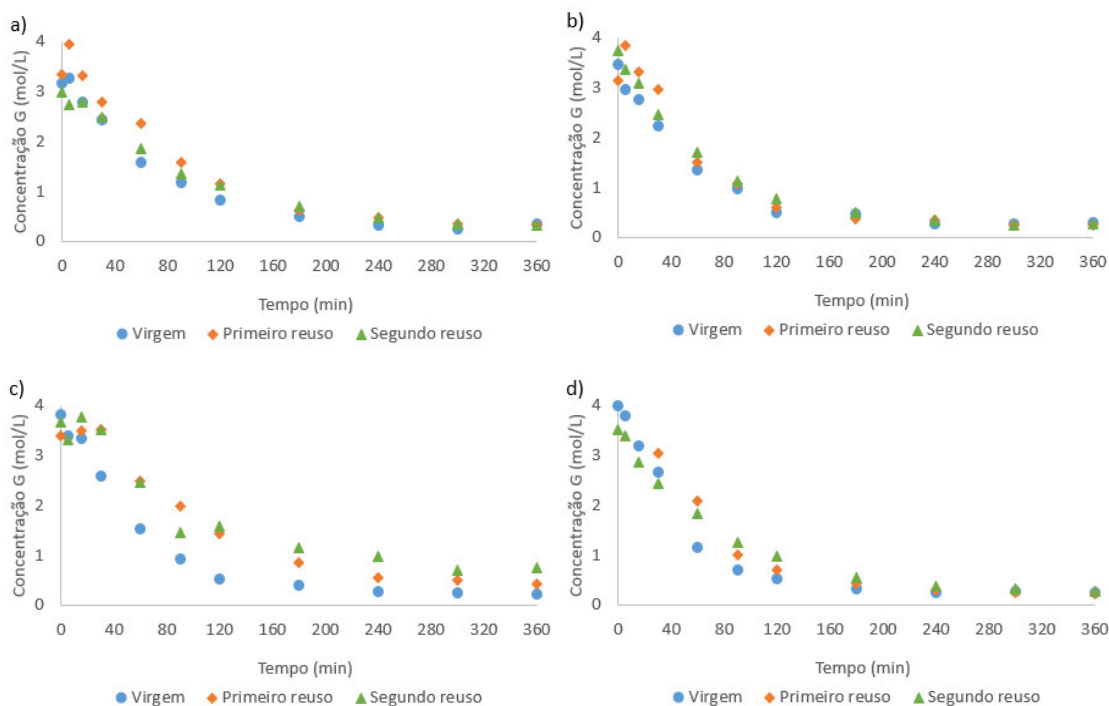 a)
Concentração G (mol/L)
4
3
2
1
0
0 40 80 120 160 200 240 280 320 360
Tempo (min)
Virgem Primeiro reuso Segundo reuso
b)
Concentração G (mol/L)
4
3
2
1
0
0 40 80 120 160 200 240 280 320 360
Tempo (min)
Virgem Primeiro reuso Segundo reuso
c)
Concentração G (mol/L)
4
3
2
1
0
0 40 80 120 160 200 240 280 320 360
Tempo (min)
Virgem Primeiro reuso Segundo reuso
d)
Concentração G (mol/L)
4
3
2
1
0
0 40 80 120 160 200 240 280 320 360
Tempo (min)
Virgem Primeiro reuso Segundo reuso